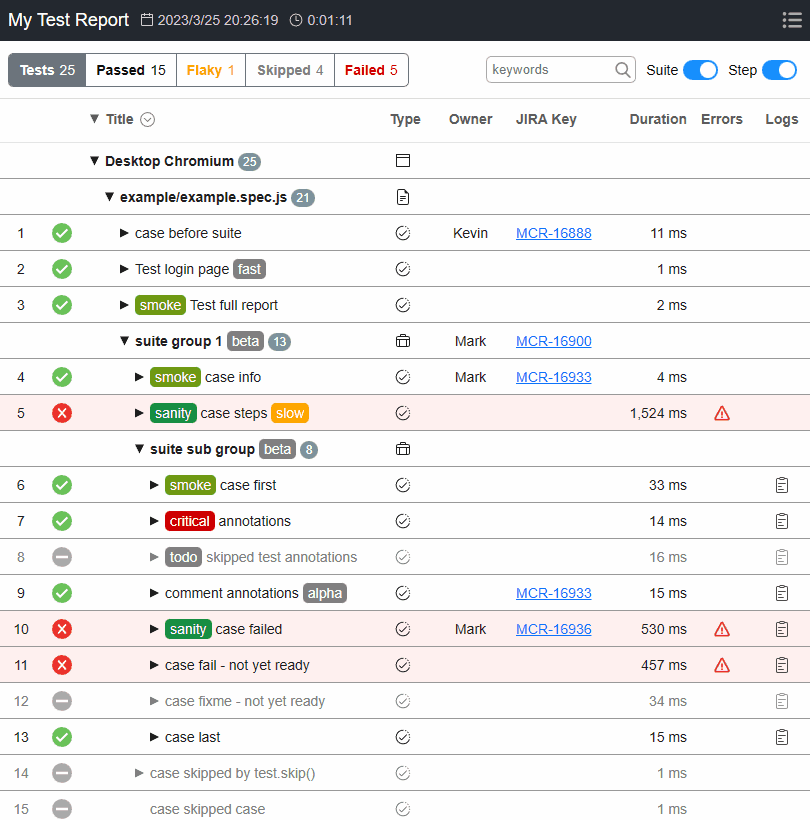 My Test Report 2023/3/25 20:26:19 0:01:11
Tests 25 Passed 15 Flaky 1 Skipped 4 Failed 5 keywords Suite Step
Title Type Owner JIRA Key Duration Errors Logs
Desktop Chromium 25
example/example.spec.js 21
1 case before suite Kevin MCR-16888 11 ms
2 Test login page fast 1 ms
3 smoke Test full report 2 ms
suite group 1 beta 13 Mark MCR-16900
4 smoke case info Mark MCR-16933 4 ms
5 sanity case steps slow 1,524 ms
suite sub group beta 8
6 smoke case first 33 ms
7 critical annotations 14 ms
8 todo skipped test annotations 16 ms
9 comment annotations alpha MCR-16933 15 ms
10 sanity case failed Mark MCR-16936 530 ms
11 case fail - not yet ready 457 ms
12 case fixme - not yet ready 34 ms
13 case last 15 ms
14 case skipped by test.skip() 1 ms
15 case skipped case 1 ms